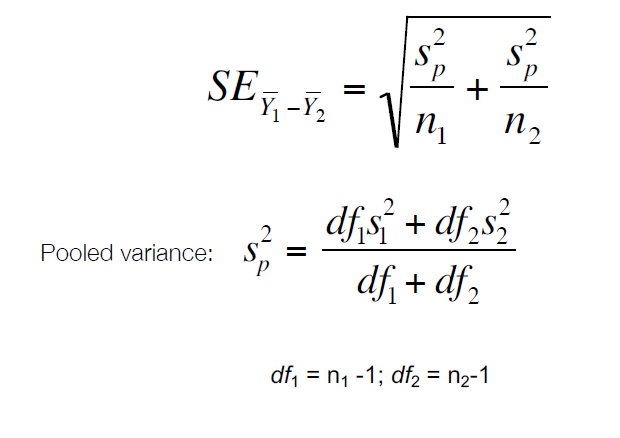 SE_{Ȳ₁ – Ȳ₂} = √(s_p²/n₁ + s_p²/n₂)
Pooled variance: s_p² = (df₁s₁² + df₂s₂²)/(df₁ + df₂)
df₁ = n₁ -1; df₂ = n₂-1